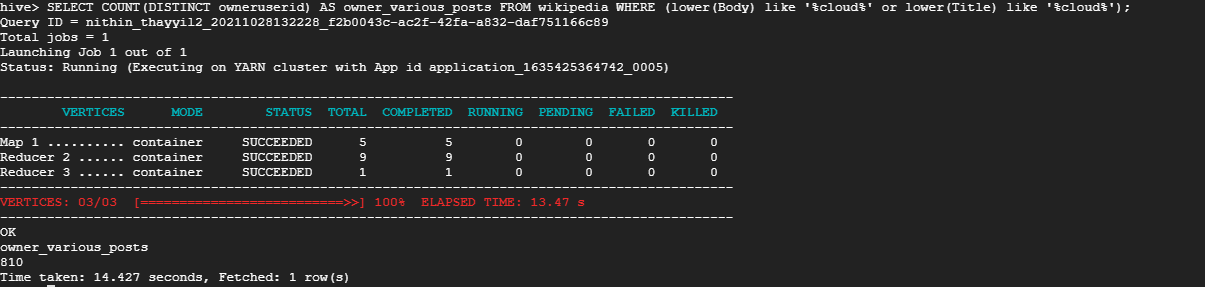 hive> SELECT COUNT(DISTINCT owneruserid) AS owner_various_posts FROM wikipedia WHERE (lower(Body) like '%cloud%' or lower(Title) like '%cloud%');
Query ID = nithin_thayyil2_20211028132228_f2b0043c-ac2f-42fa-a832-daf751166c89
Total jobs = 1
Launching Job 1 out of 1
Status: Running (Executing on YARN cluster with App id application_1635425364742_0005)
----------------------------------------------------------------------------------------------
        VERTICES      MODE        STATUS  TOTAL  COMPLETED  RUNNING  PENDING  FAILED  KILLED
----------------------------------------------------------------------------------------------
Map 1 .......... container     SUCCEEDED      5          5        0        0       0       0
Reducer 2 ...... container     SUCCEEDED      9          9        0        0       0       0
Reducer 3 ...... container     SUCCEEDED      1          1        0        0       0       0
----------------------------------------------------------------------------------------------
VERTICES: 03/03  [==========================>>] 100%  ELAPSED TIME: 13.47 s
----------------------------------------------------------------------------------------------
OK
owner_various_posts
810
Time taken: 14.427 seconds, Fetched: 1 row(s)